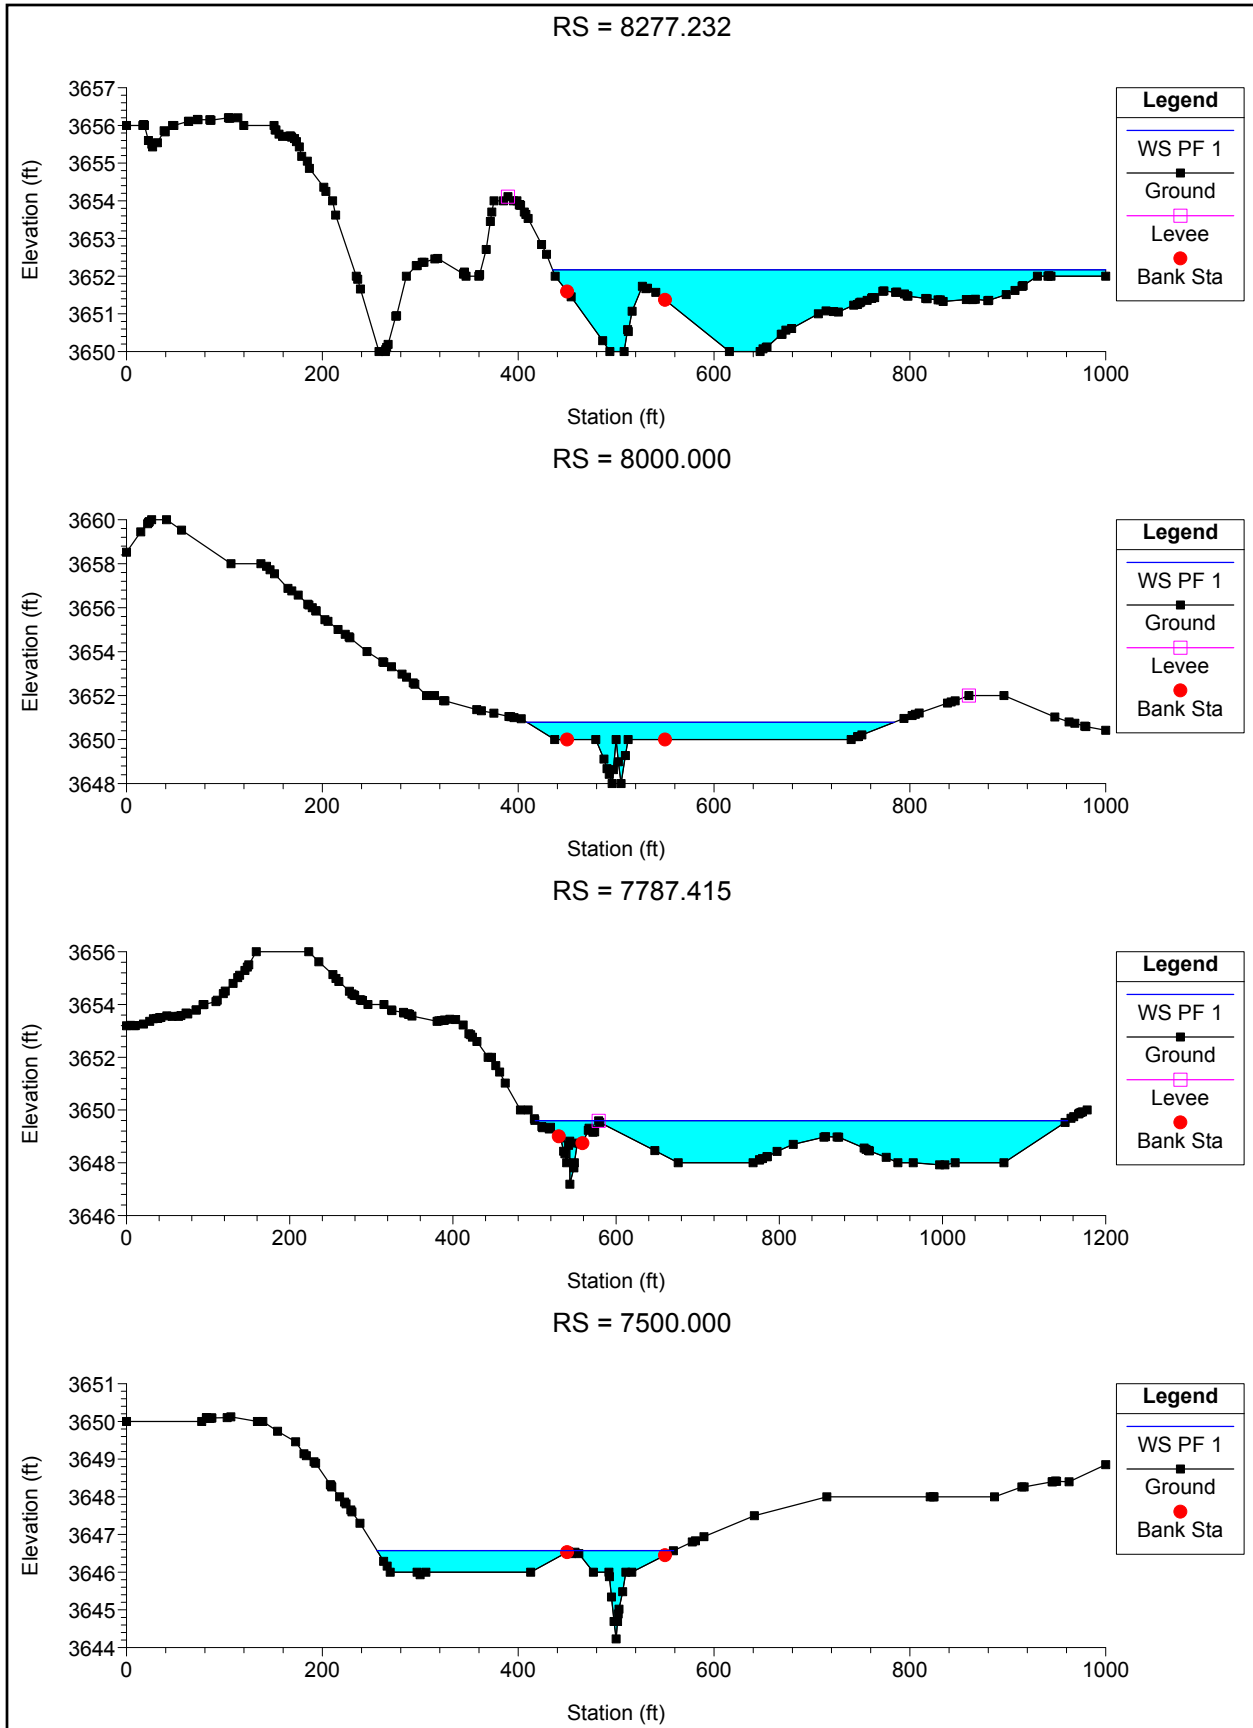 RS = 8277.232
3657
3656
3655
3654
3653
3652
3651
3650
Elevation (ft)
0
200
400
600
800
1000
Station (ft)
Legend
WS PF 1
Ground
Levee
Bank Sta
RS = 8000.000
3660
3658
3656
3654
3652
3650
3648
Elevation (ft)
0
200
400
600
800
1000
Station (ft)
Legend
WS PF 1
Ground
Levee
Bank Sta
RS = 7787.415
3656
3654
3652
3650
3648
3646
Elevation (ft)
0
200
400
600
800
1000
1200
Station (ft)
Legend
WS PF 1
Ground
Levee
Bank Sta
RS = 7500.000
3651
3650
3649
3648
3647
3646
3645
3644
Elevation (ft)
0
200
400
600
800
1000
Station (ft)
Legend
WS PF 1
Ground
Bank Sta